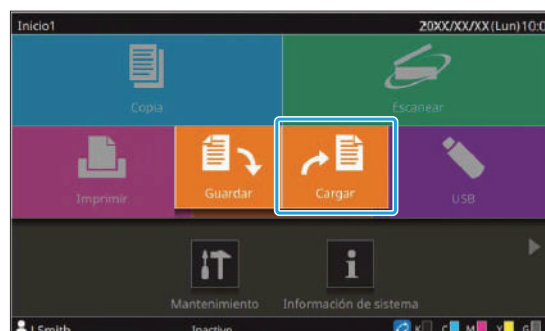 Inicio1 20XX/XX/XX(Lun)10:0
Copia Escanear
Imprimir Guardar Cargar USB
Mantenimiento Información de sistema
J.Smith Inactivo K C M Y G